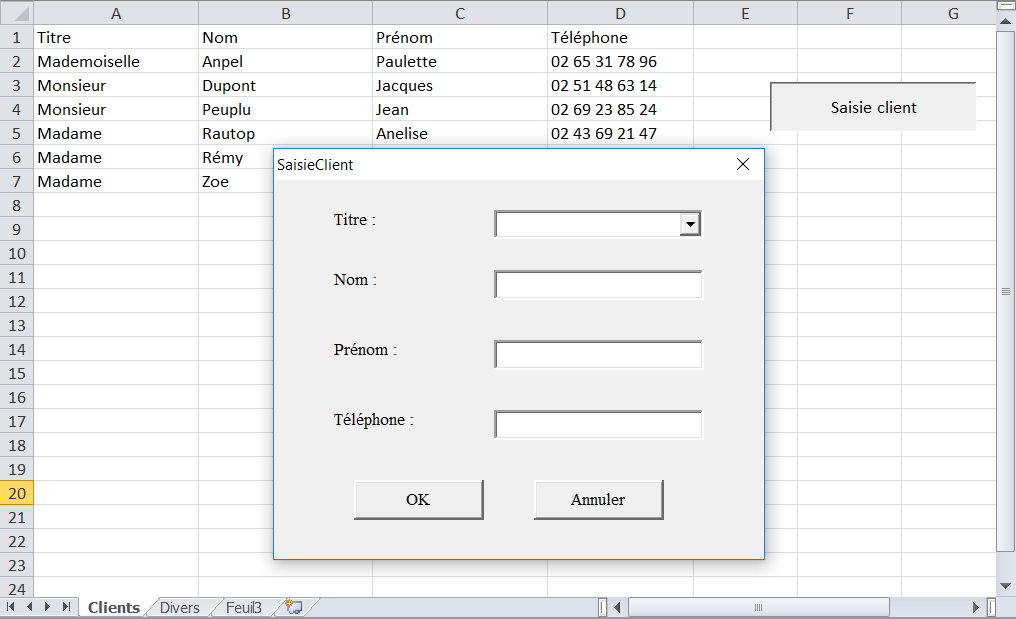 A B C D E F G
1 Titre Nom Prénom Téléphone
2 Mademoiselle Anpel Paulette 02 65 31 78 96
3 Monsieur Dupont Jacques 02 51 48 63 14
4 Monsieur Peuplu Jean 02 69 23 85 24
Saisie client
5 Madame Rautop Anelise 02 43 69 21 47
6 Madame Rémy
7 Madame Zoe
8
9
10
11
12
13
14
15
16
17
18
19
20
21
22
23
24
SaisieClient
Titre :
Nom :
Prénom :
Téléphone :
OK Annuler
Clients Divers Feuil3